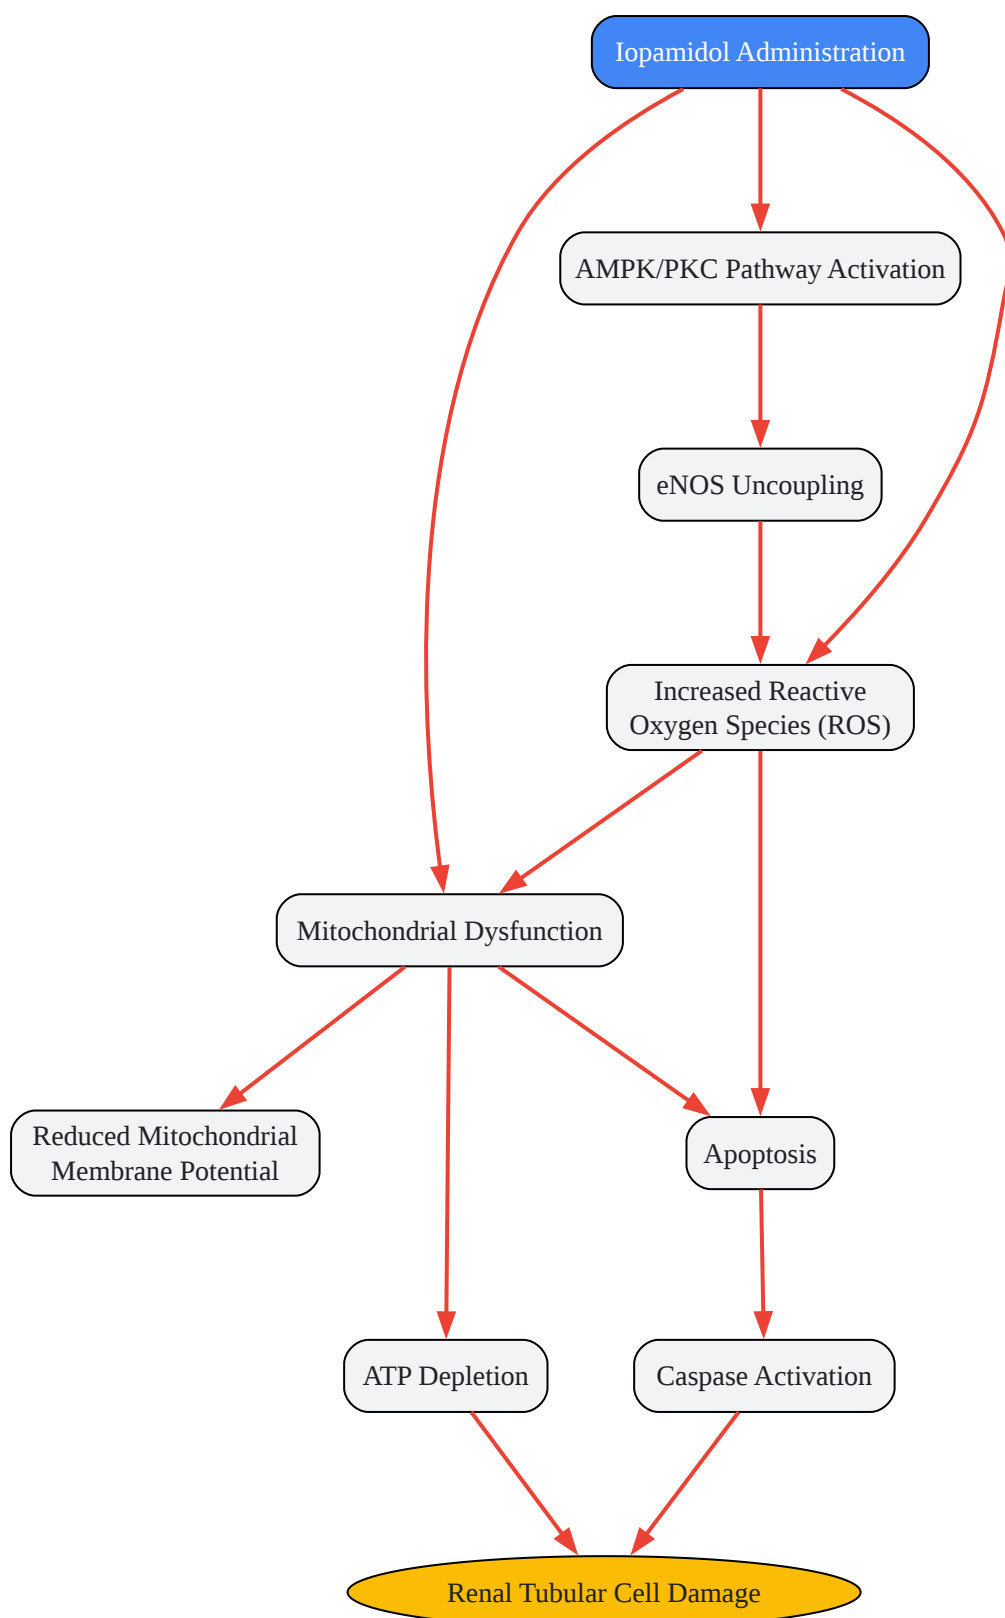 Iopamidol Administration
AMPK/PKC Pathway Activation
eNOS Uncoupling
Increased Reactive
Oxygen Species (ROS)
Mitochondrial Dysfunction
Reduced Mitochondrial
Membrane Potential
Apoptosis
ATP Depletion
Caspase Activation
Renal Tubular Cell Damage